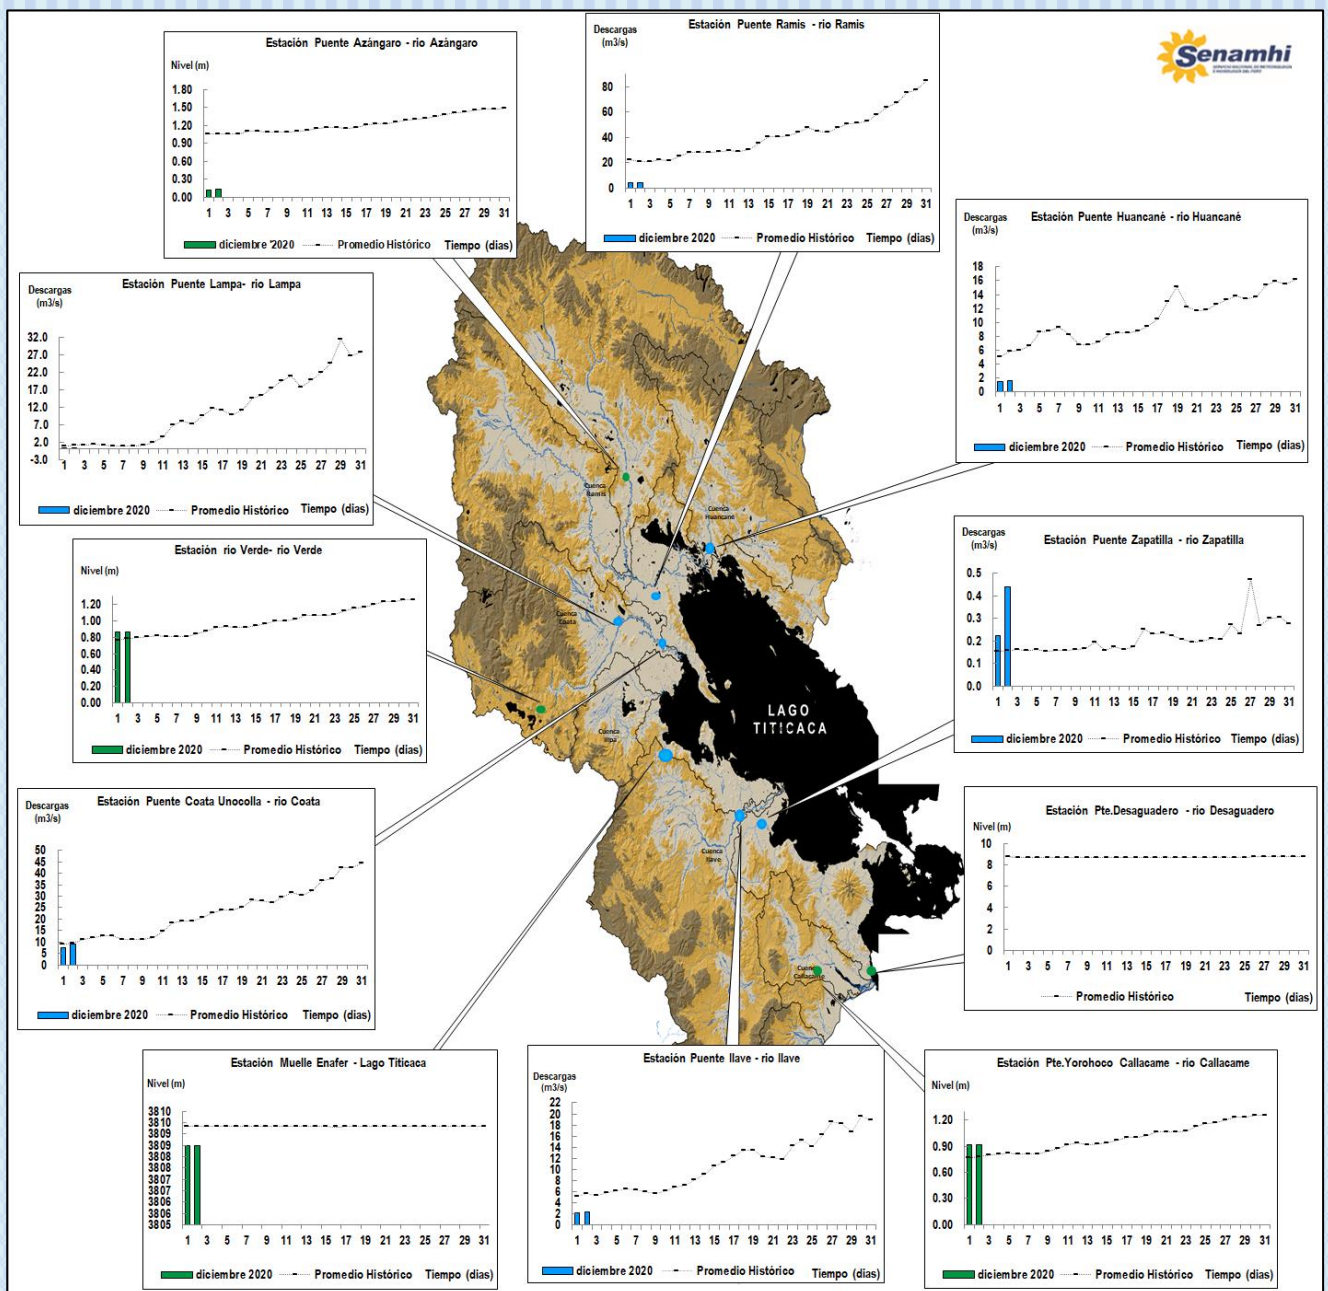 Estación Puente Azángaro - río Azángaro
Nivel (m)
1.80
1.50
1.20
0.90
0.60
0.30
0.00
1 3 5 7 9 11 13 15 17 19 21 23 25 27 29 31
diciembre '2020 Promedio Histórico Tiempo (dias)
Estación Puente Ramis - rio Ramis
Descargas
(m3/s)
80
60
40
20
0
1 3 5 7 9 11 13 15 17 19 21 23 25 27 29 31
diciembre 2020 Promedio Histórico Tiempo (dias)
Senamhi
Estación Puente Huancané - rio Huancané
Descargas
(m3/s)
18
16
14
12
10
8
6
4
2
0
1 3 5 7 9 11 13 15 17 19 21 23 25 27 29 31
diciembre 2020 Promedio Histórico Tiempo (dias)
Estación Puente Lampa- rio Lampa
Descargas
(m3/s)
32.0
27.0
22.0
17.0
12.0
7.0
2.0
-3.0
1 3 5 7 9 11 13 15 17 19 21 23 25 27 29 31
diciembre 2020 Promedio Histórico Tiempo (dias)
Estación rio Verde- rio Verde
Nivel (m)
1.20
1.00
0.80
0.60
0.40
0.20
0.00
1 3 5 7 9 11 13 15 17 19 21 23 25 27 29 31
diciembre 2020 Promedio Histórico Tiempo (dias)
Estación Puente Zapatilla - rio Zapatilla
Descargas
(m3/s)
0.5
0.4
0.3
0.2
0.1
0.0
1 3 5 7 9 11 13 15 17 19 21 23 25 27 29 31
diciembre 2020 Promedio Histórico Tiempo (dias)
Cuenca
Ramis
Cuenca
Huancané
Cuenca
Coata
Cuenca
Illpa
LAGO
TITICACA
Cuenca
Ilave
Cuenca
Callacame
Estación Puente Coata Unocolla - rio Coata
Descargas
(m3/s)
50
45
40
35
30
25
20
15
10
5
0
1 3 5 7 9 11 13 15 17 19 21 23 25 27 29 31
diciembre 2020 Promedio Histórico Tiempo (dias)
Estación Pte.Desaguadero - rio Desaguadero
Nivel (m)
10
8
6
4
2
0
1 3 5 7 9 11 13 15 17 19 21 23 25 27 29 31
Promedio Histórico Tiempo (dias)
Estación Muelle Enafer - Lago Titicaca
Nivel (m)
3810
3810
3809
3809
3808
3808
3807
3807
3806
3806
3805
1 3 5 7 9 11 13 15 17 19 21 23 25 27 29 31
diciembre 2020 Promedio Histórico Tiempo (dias)
Estación Puente Ilave - rio Ilave
Descargas
(m3/s)
22
20
18
16
14
12
10
8
6
4
2
0
1 3 5 7 9 11 13 15 17 19 21 23 25 27 29 31
diciembre 2020 Promedio Histórico Tiempo (dias)
Estación Pte.Yorohoco Callacame - rio Callacame
Nivel (m)
1.20
0.90
0.60
0.30
0.00
1 3 5 7 9 11 13 15 17 19 21 23 25 27 29 31
diciembre 2020 Promedio Histórico Tiempo (dias)